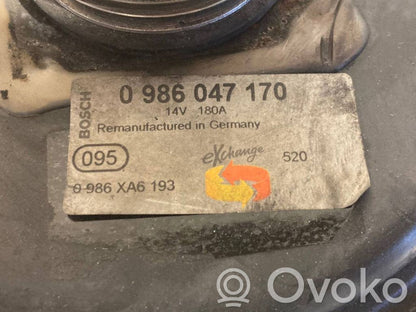 BOSCH
0 986 047 170
14V 180A
Remanufactured in Germany
095
eXchange
520
0 986 XA6 193
Ovoko